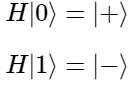 H|0⟩ = |+⟩
H|1⟩ = |−⟩